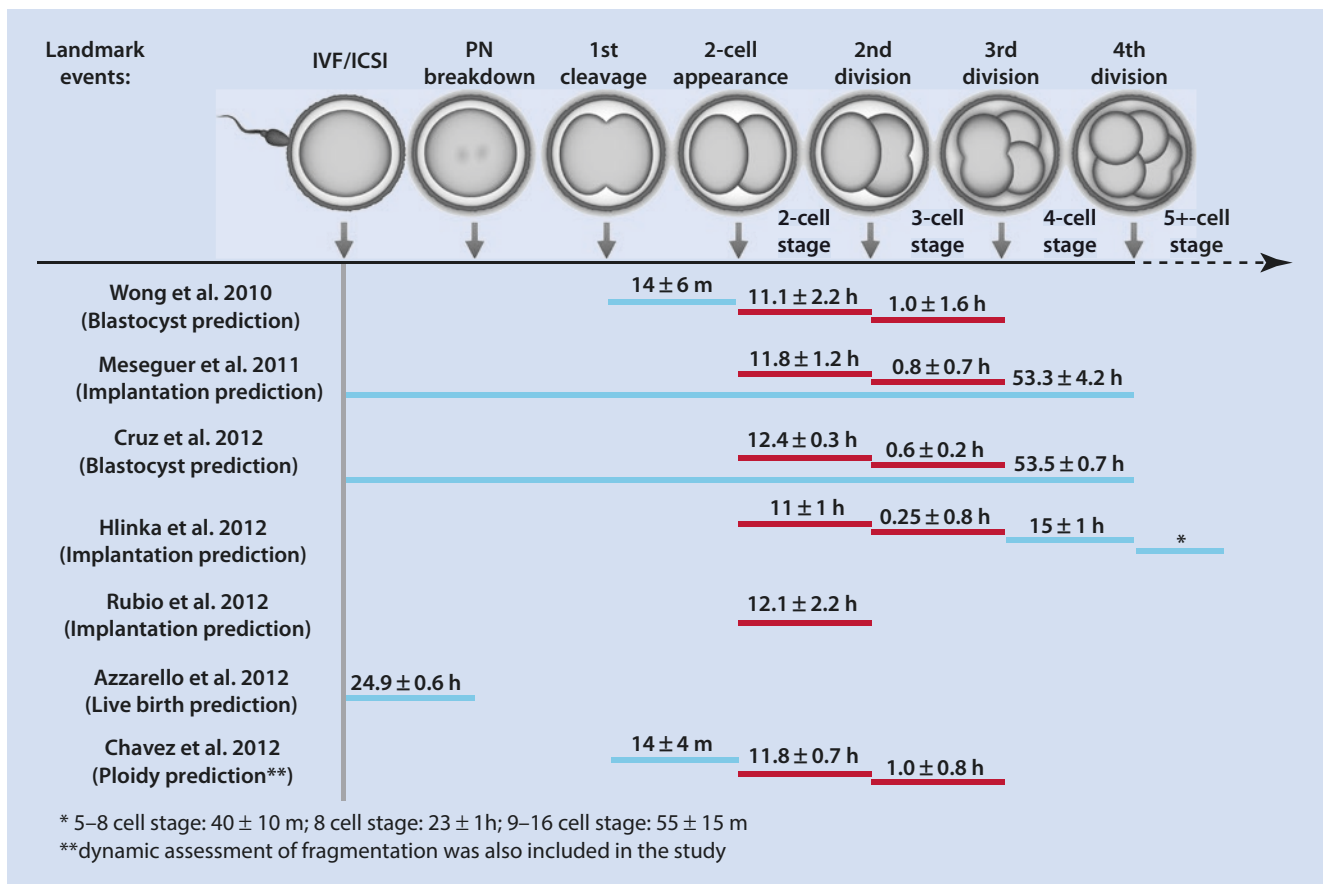 Landmark
events:
IVF/ICSI
PN
breakdown
1st
cleavage
2-cell
appearance
2nd
division
3rd
division
4th
division
2-cell
stage
3-cell
stage
4-cell
stage
5+-cell
stage
Wong et al. 2010
(Blastocyst prediction)
14 ± 6 m
11.1 ± 2.2 h
1.0 ± 1.6 h
Meseguer et al. 2011
(Implantation prediction)
11.8 ± 1.2 h
0.8 ± 0.7 h
53.3 ± 4.2 h
Cruz et al. 2012
(Blastocyst prediction)
12.4 ± 0.3 h
0.6 ± 0.2 h
53.5 ± 0.7 h
Hlinka et al. 2012
(Implantation prediction)
11 ± 1 h
0.25 ± 0.8 h
15 ± 1 h
*
Rubio et al. 2012
(Implantation prediction)
12.1 ± 2.2 h
Azzarello et al. 2012
(Live birth prediction)
24.9 ± 0.6 h
Chavez et al. 2012
(Ploidy prediction**)
14 ± 4 m
11.8 ± 0.7 h
1.0 ± 0.8 h
* 5–8 cell stage: 40 ± 10 m; 8 cell stage: 23 ± 1h; 9–16 cell stage: 55 ± 15 m
**dynamic assessment of fragmentation was also included in the study